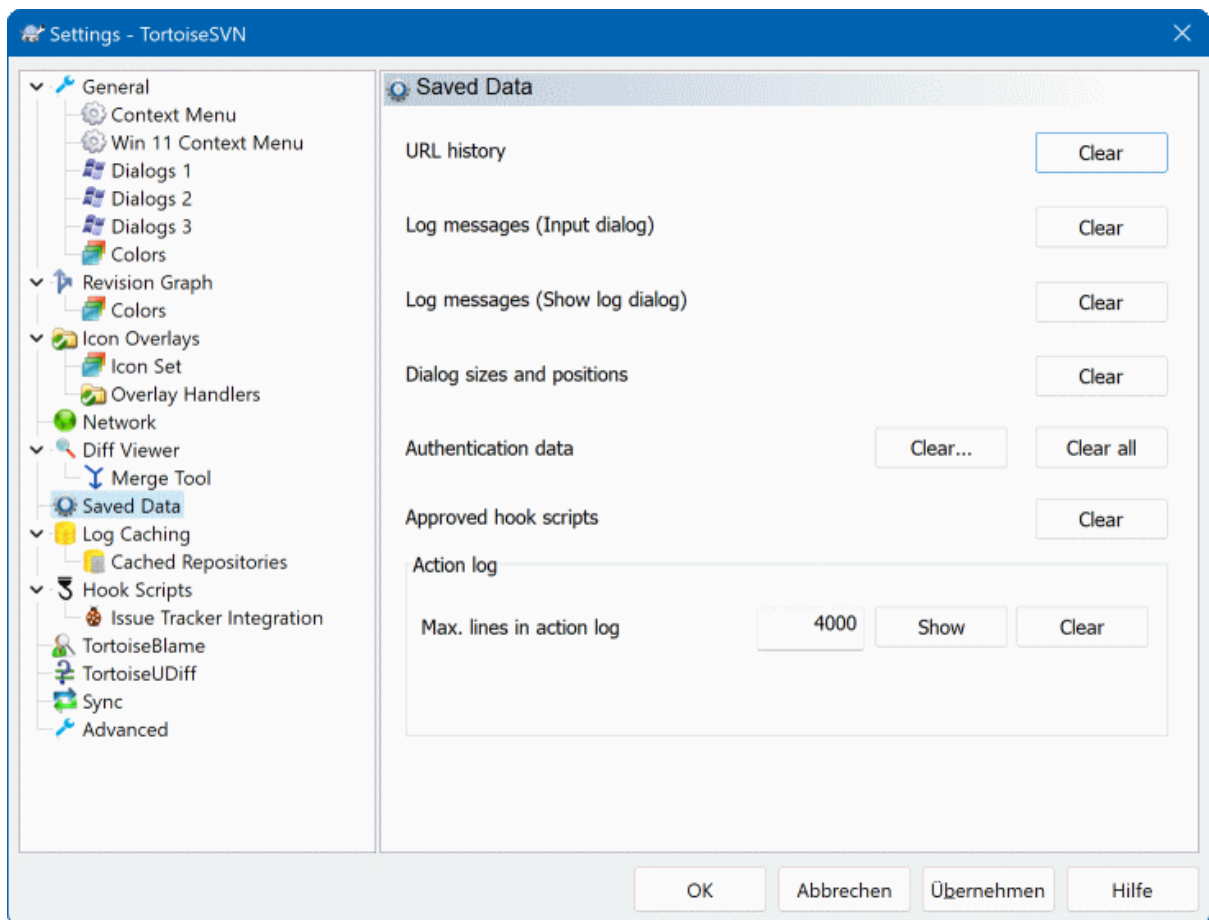 Settings - TortoiseSVN
General
Context Menu
Win 11 Context Menu
Dialogs 1
Dialogs 2
Dialogs 3
Colors
Revision Graph
Colors
Icon Overlays
Icon Set
Overlay Handlers
Network
Diff Viewer
Merge Tool
Saved Data
Log Caching
Cached Repositories
Hook Scripts
Issue Tracker Integration
TortoiseBlame
TortoiseUDiff
Sync
Advanced
Saved Data
URL history Clear
Log messages (Input dialog) Clear
Log messages (Show log dialog) Clear
Dialog sizes and positions Clear
Authentication data Clear... Clear all
Approved hook scripts Clear
Action log
Max. lines in action log 4000 Show Clear
OK Abbrechen Übernehmen Hilfe